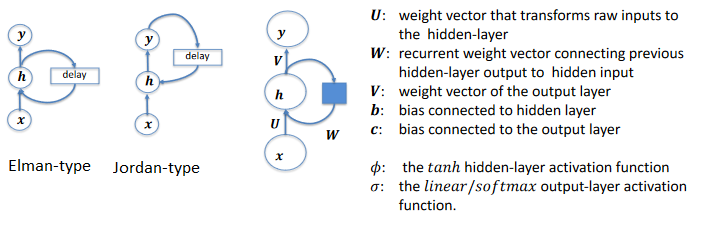 y
h
delay
x
Elman-type
y
delay
h
x
Jordan-type
y
V
h
U
W
x
U: weight vector that transforms raw inputs to
the hidden-layer
W: recurrent weight vector connecting previous
hidden-layer output to hidden input
V: weight vector of the output layer
b: bias connected to hidden layer
c: bias connected to the output layer
ϕ: the tanh hidden-layer activation function
σ: the linear/softmax output-layer activation
function.